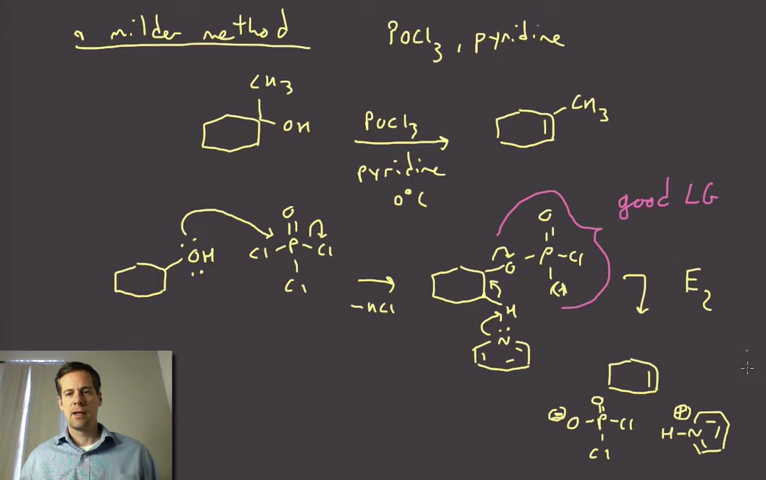 a milder method
POCl3, pyridine
CH3
OH
POCl3
pyridine
0°C
CH3
OH
O
Cl-P-Cl
Cl
-HCl
O
O-P-Cl
Cl
H
N
good LG
E2
⊖O-P-Cl
O
Cl
⊕
H-N